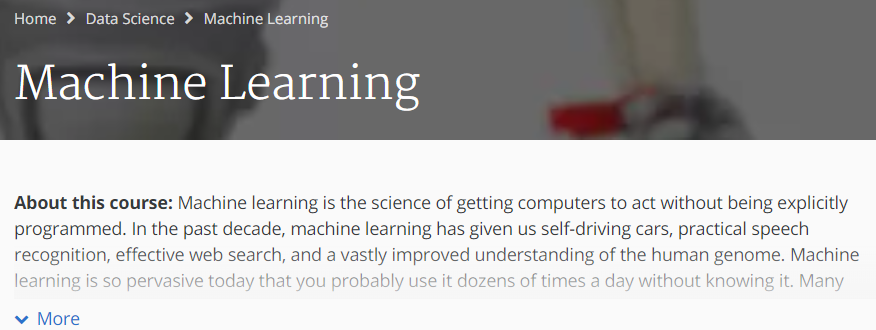 Home > Data Science > Machine Learning
Machine Learning
About this course: Machine learning is the science of getting computers to act without being explicitly
programmed. In the past decade, machine learning has given us self-driving cars, practical speech
recognition, effective web search, and a vastly improved understanding of the human genome. Machine
learning is so pervasive today that you probably use it dozens of times a day without knowing it. Many
More